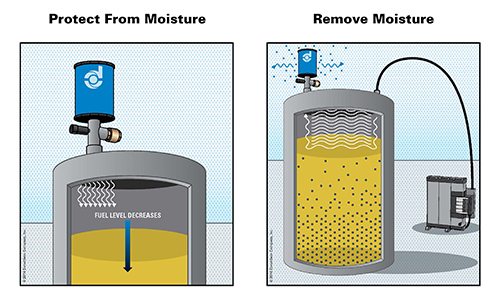 Protect From Moisture
Remove Moisture
FUEL LEVEL DECREASES